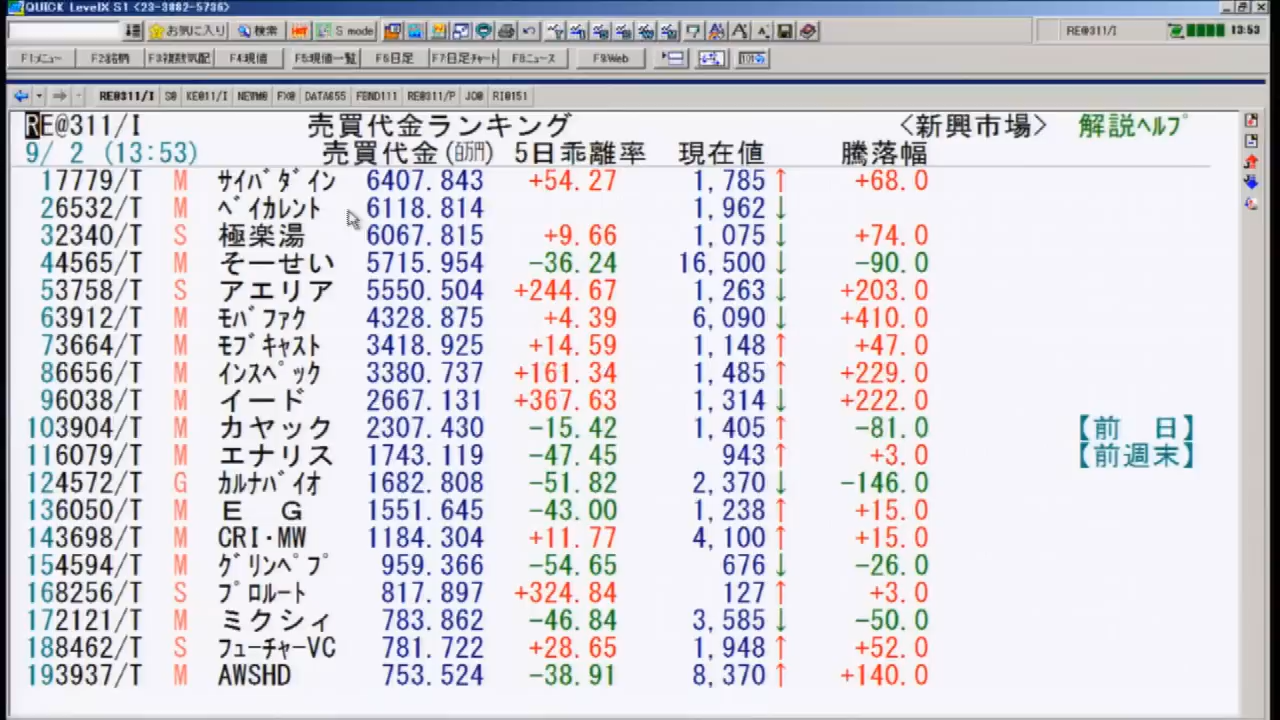 QUICK LevelX S1 <23-3882-5736>
お気に入り 検索 HOT S mode RE@311/I 13:53
F1メニュー F2銘柄 F3複数気配 F4現値 F5現値一覧 F6日足 F7日足チャート F8ニュース F9Web
RE@311/I S@ KE@11/I NEWM@ FX@ DATA655 FEND111 RE@311/P JO@ RI@151
RE@311/I 売買代金ランキング <新興市場> 解説ヘルプ
9/ 2 (13:53) 売買代金(百万円) 5日乖離率 現在値 騰落幅
1 7779/T M サイバダイン 6407.843 +54.27 1,785↑ +68.0
2 6532/T M ベイカレント 6118.814 1,962↓
3 2340/T S 極楽湯 6067.815 +9.66 1,075↓ +74.0
4 4565/T M そーせい 5715.954 -36.24 16,500↓ -90.0
5 3758/T S アエリア 5550.504 +244.67 1,263↓ +203.0
6 3912/T M モバファク 4328.875 +4.39 6,090↓ +410.0
7 3664/T M モブキャスト 3418.925 +14.59 1,148↑ +47.0
8 6656/T M インスペック 3380.737 +161.34 1,485↑ +229.0
9 6038/T M イード 2667.131 +367.63 1,314↓ +222.0
10 3904/T M カヤック 2307.430 -15.42 1,405↑ -81.0 【前 日】
11 6079/T M エナリス 1743.119 -47.45 943↑ +3.0 【前週末】
12 4572/T G カルナバイオ 1682.808 -51.82 2,370↓ -146.0
13 6050/T M E G 1551.645 -43.00 1,238↑ +15.0
14 3698/T M CRI・MW 1184.304 +11.77 4,100↑ +15.0
15 4594/T M グリンペプ 959.366 -54.65 676↓ -26.0
16 8256/T S プロルート 817.897 +324.84 127↑ +3.0
17 2121/T M ミクシィ 783.862 -46.84 3,585↓ -50.0
18 8462/T S フューチャーVC 781.722 +28.65 1,948↑ +52.0
19 3937/T M AWSHD 753.524 -38.91 8,370↑ +140.0